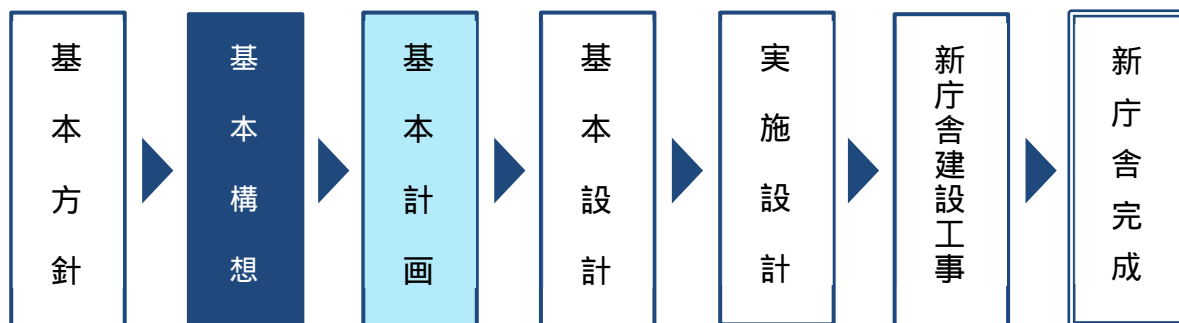 基本方針
基本構想
基本計画
基本設計
実施設計
新庁舎建設工事
新庁舎完成